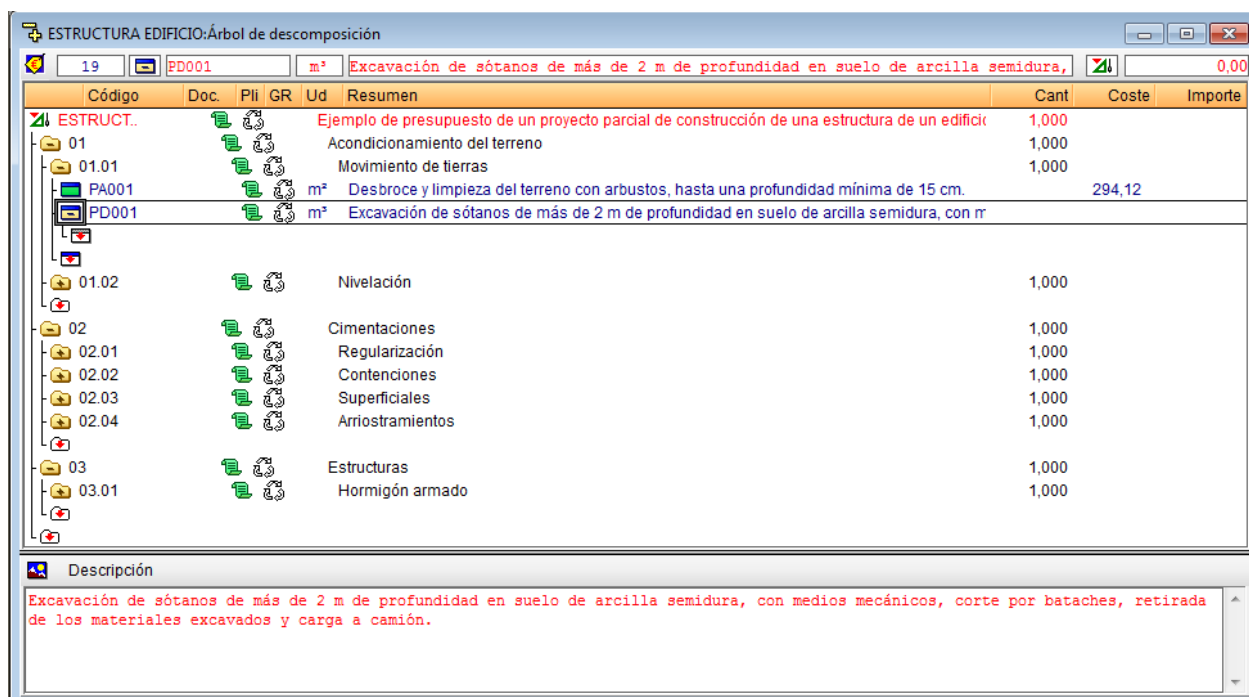 ESTRUCTURA EDIFICIO:Árbol de descomposición
19 PD001 m³ Excavación de sótanos de más de 2 m de profundidad en suelo de arcilla semidura, 0,00
Código Doc. Pli GR Ud Resumen Cant Coste Importe
ESTRUCT.. Ejemplo de presupuesto de un proyecto parcial de construcción de una estructura de un edificio 1,000
01 Acondicionamiento del terreno 1,000
01.01 Movimiento de tierras 1,000
PA001 m² Desbroce y limpieza del terreno con arbustos, hasta una profundidad mínima de 15 cm. 294,12
PD001 m³ Excavación de sótanos de más de 2 m de profundidad en suelo de arcilla semidura, con m
01.02 Nivelación 1,000
02 Cimentaciones 1,000
02.01 Regularización 1,000
02.02 Contenciones 1,000
02.03 Superficiales 1,000
02.04 Arriostramientos 1,000
03 Estructuras 1,000
03.01 Hormigón armado 1,000
Descripción
Excavación de sótanos de más de 2 m de profundidad en suelo de arcilla semidura, con medios mecánicos, corte por bataches, retirada
de los materiales excavados y carga a camión.